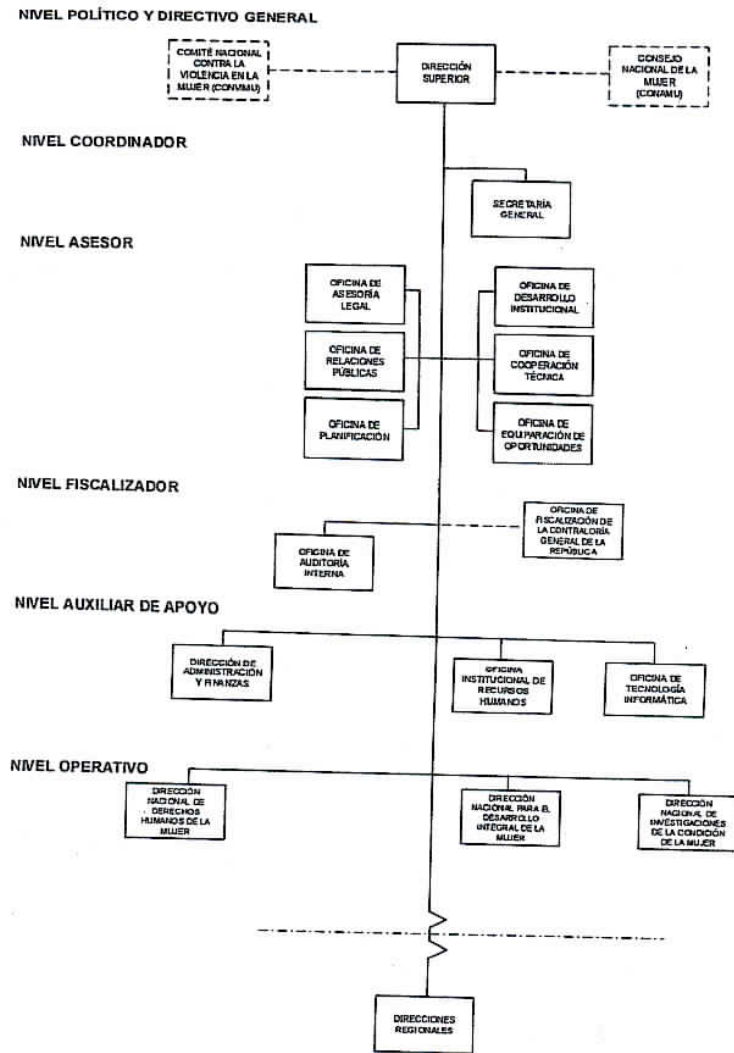 NIVEL POLÍTICO Y DIRECTIVO GENERAL
COMITÉ NACIONAL
CONTRA LA
VIOLENCIA EN LA
MUJER (CONVIMU)
DIRECCIÓN
SUPERIOR
CONSEJO
NACIONAL DE LA
MUJER
(CONAMU)
NIVEL COORDINADOR
SECRETARÍA
GENERAL
NIVEL ASESOR
OFICINA DE
ASESORÍA
LEGAL
OFICINA DE
DESARROLLO
INSTITUCIONAL
OFICINA DE
RELACIONES
PÚBLICAS
OFICINA DE
COOPERACIÓN
TÉCNICA
OFICINA DE
PLANIFICACIÓN
OFICINA DE
EQUIPARACIÓN DE
OPORTUNIDADES
NIVEL FISCALIZADOR
OFICINA DE
AUDITORÍA
INTERNA
OFICINA DE
FISCALIZACIÓN DE
LA CONTRALORÍA
GENERAL DE LA
REPÚBLICA
NIVEL AUXILIAR DE APOYO
DIRECCIÓN DE
ADMINISTRACIÓN
Y FINANZAS
OFICINA
INSTITUCIONAL DE
RECURSOS
HUMANOS
OFICINA DE
TECNOLOGÍA
INFORMÁTICA
NIVEL OPERATIVO
DIRECCIÓN
NACIONAL DE
DERECHOS
HUMANOS DE LA
MUJER
DIRECCIÓN
NACIONAL PARA EL
DESARROLLO
INTEGRAL DE LA
MUJER
DIRECCIÓN
NACIONAL DE
INVESTIGACIONES
DE LA CONDICIÓN
DE LA MUJER
DIRECCIONES
REGIONALES